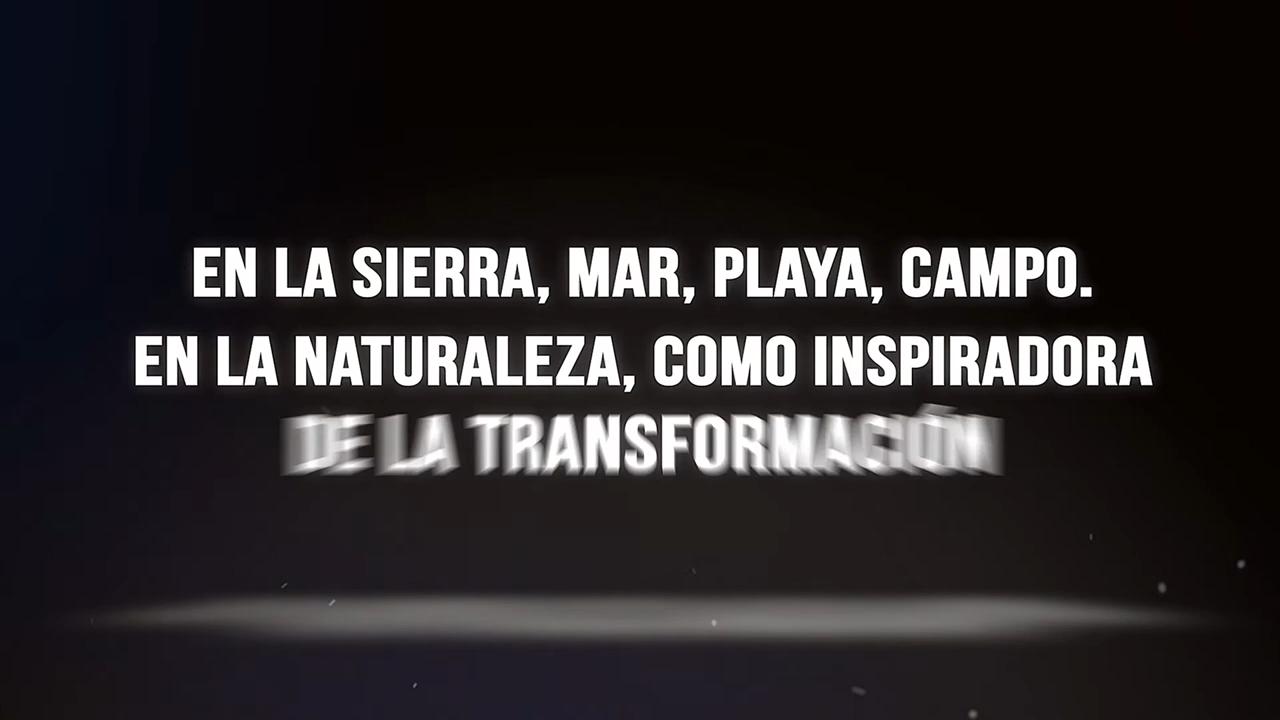 EN LA SIERRA, MAR, PLAYA, CAMPO.
EN LA NATURALEZA, COMO INSPIRADORA
DE LA TRANSFORMACIÓN